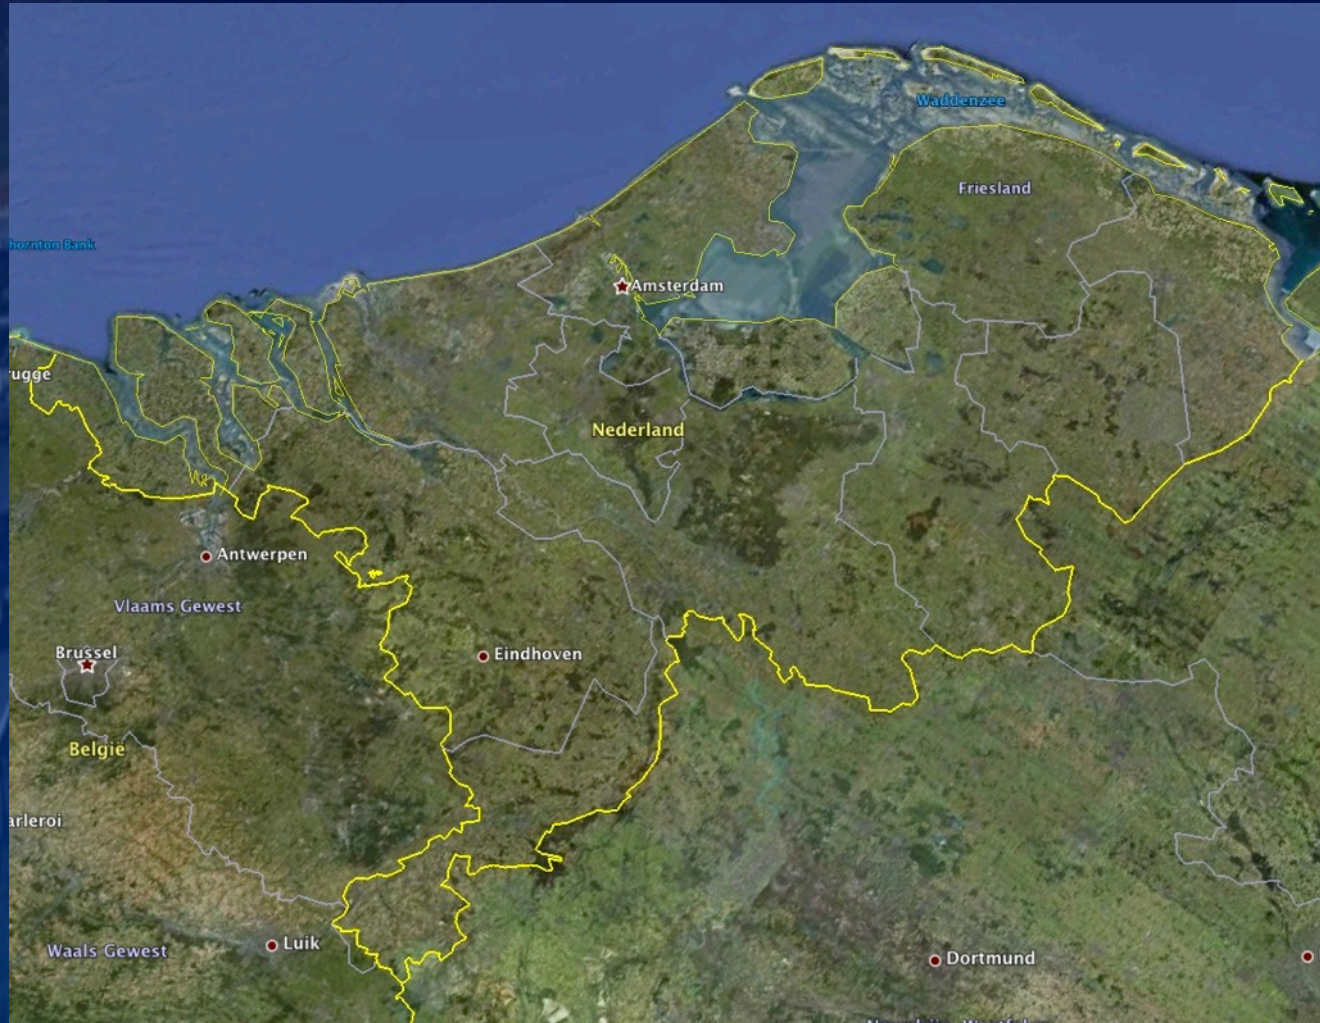 Waddenzee
Friesland
hornton Bank
Amsterdam
rugge
Nederland
Antwerpen
Vlaams Gewest
Brussel
Eindhoven
België
arleroi
Luik
Waals Gewest
Dortmund